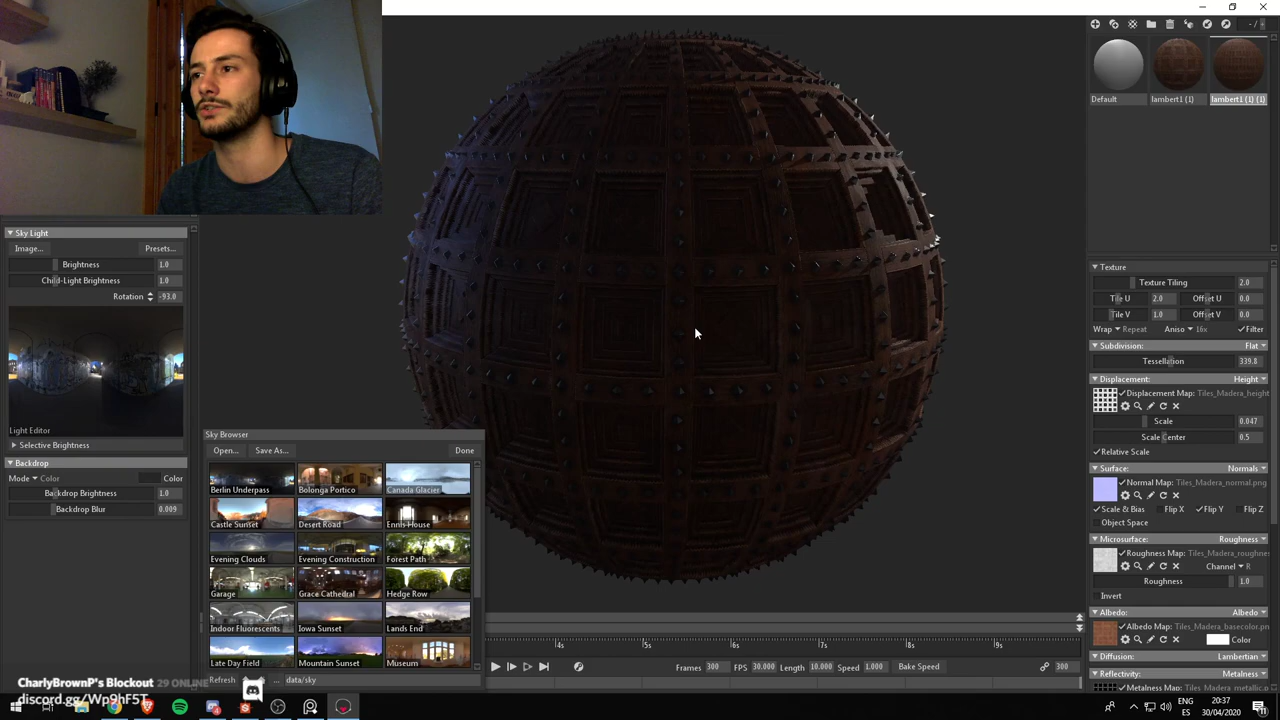 Default
lambert1 (1)
lambert1 (1) (1)
Sky Light
Image...
Presets...
Brightness
1.0
Child-Light Brightness
1.0
Rotation
-93.0
Light Editor
Selective Brightness
Backdrop
Mode
Color
Color
Backdrop Brightness
1.0
Backdrop Blur
0.009
Sky Browser
Open...
Save As...
Done
Berlin Underpass
Bolonga Portico
Canada Glacier
Castle Sunset
Desert Road
Ennis House
Evening Clouds
Evening Construction
Forest Path
Garage
Grace Cathedral
Hedge Row
Indoor Fluorescents
Iowa Sunset
Lands End
Late Day Field
Mountain Sunset
Museum
Refresh
...
data/sky
4s
5s
6s
7s
8s
9s
Frames
300
FPS
30.000
Length
10.000
Speed
1.000
Bake Speed
300
Texture
Texture Tiling
2.0
Tile U
2.0
Offset U
0.0
Tile V
1.0
Offset V
0.0
Wrap
Repeat
Aniso
16x
Filter
Subdivision:
Flat
Tessellation
339.8
Displacement:
Height
Displacement Map:
Tiles_Madera_height
Scale
0.047
Scale Center
0.5
Relative Scale
Surface:
Normals
Normal Map:
Tiles_Madera_normal.png
Scale & Bias
Flip X
Flip Y
Flip Z
Object Space
Microsurface:
Roughness
Roughness Map:
Tiles_Madera_roughne
Channel
R
Roughness
1.0
Invert
Albedo:
Albedo
Albedo Map:
Tiles_Madera_basecolor.pn
Color
Diffusion:
Lambertian
Reflectivity:
Metalness
Metalness Map:
Tiles_Madera_metallic.p
CharlyBrownP's Blockout
29 ONLINE
discord.gg/Wp9hF5T
ENG
ES
20:37
30/04/2020